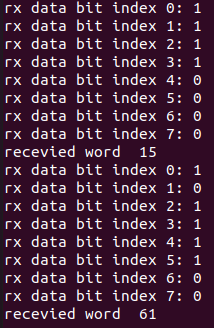 rx data bit index 0: 1
rx data bit index 1: 1
rx data bit index 2: 1
rx data bit index 3: 1
rx data bit index 4: 0
rx data bit index 5: 0
rx data bit index 6: 0
rx data bit index 7: 0
recevied word  15
rx data bit index 0: 1
rx data bit index 1: 0
rx data bit index 2: 1
rx data bit index 3: 1
rx data bit index 4: 1
rx data bit index 5: 1
rx data bit index 6: 0
rx data bit index 7: 0
recevied word  61